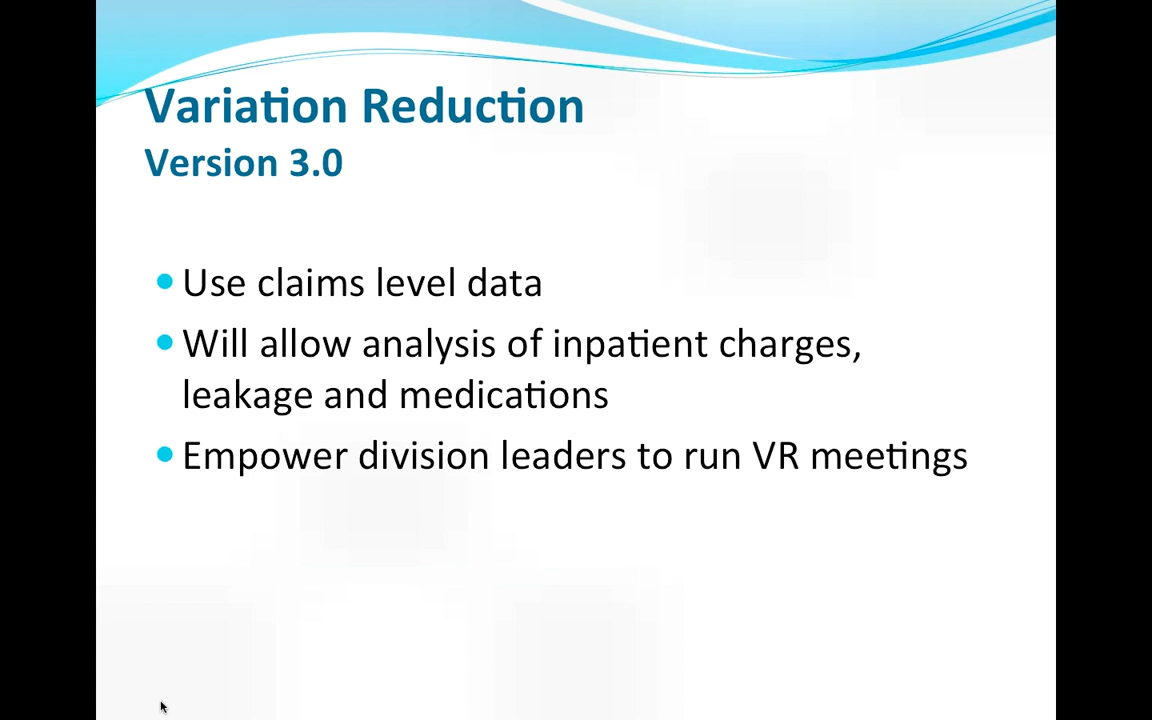 Variation Reduction
Version 3.0
• Use claims level data
• Will allow analysis of inpatient charges,
leakage and medications
• Empower division leaders to run VR meetings